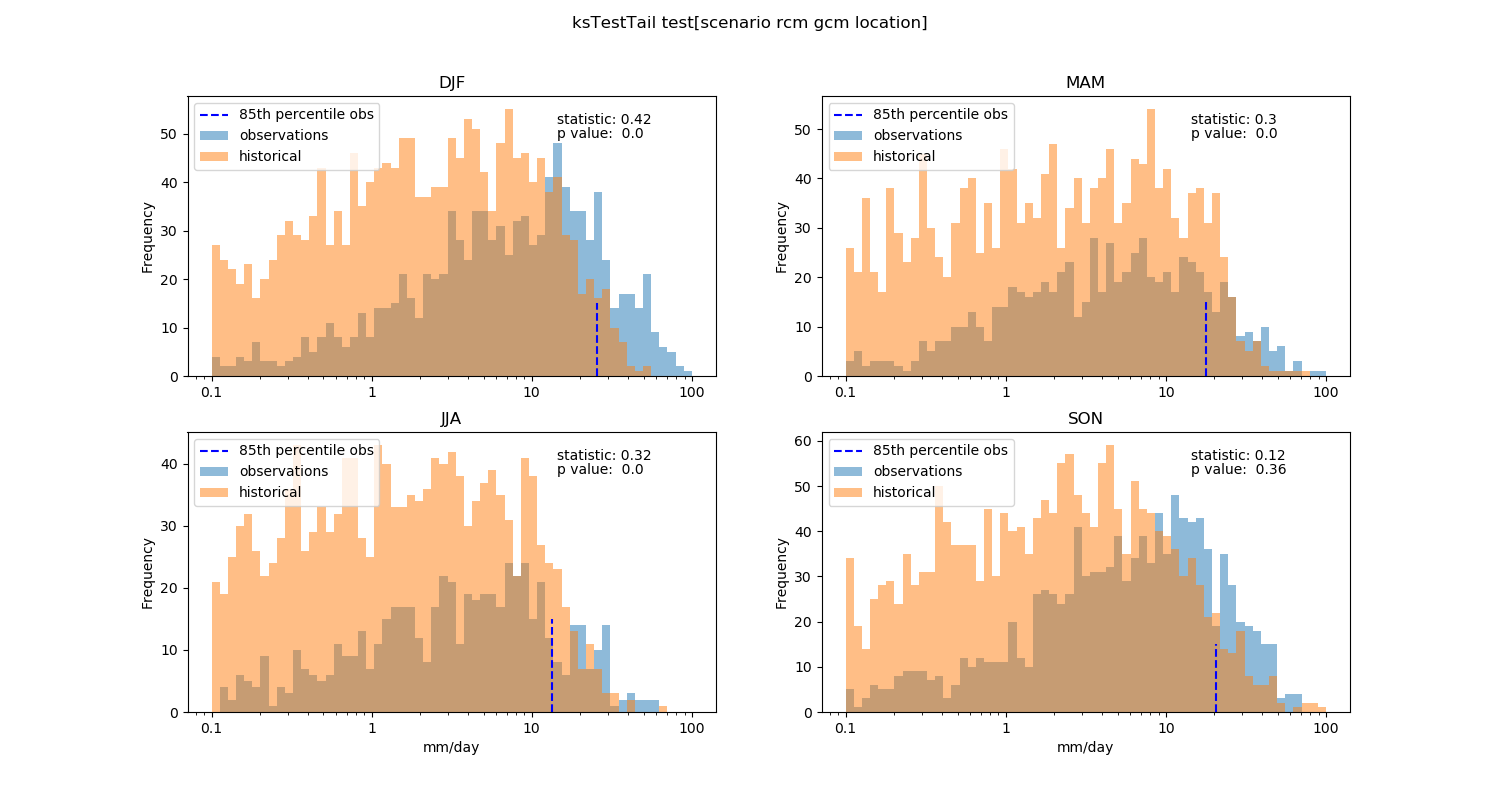 ksTestTail test[scenario rcm gcm location]
DJF
85th percentile obs
observations
historical
statistic: 0.42
p value:  0.0
Frequency
50
40
30
20
10
0
0.1
1
10
100
MAM
85th percentile obs
observations
historical
statistic: 0.3
p value:  0.0
Frequency
50
40
30
20
10
0
0.1
1
10
100
JJA
85th percentile obs
observations
historical
statistic: 0.32
p value:  0.0
Frequency
40
30
20
10
0
0.1
1
10
100
mm/day
SON
85th percentile obs
observations
historical
statistic: 0.12
p value:  0.36
Frequency
60
50
40
30
20
10
0
0.1
1
10
100
mm/day